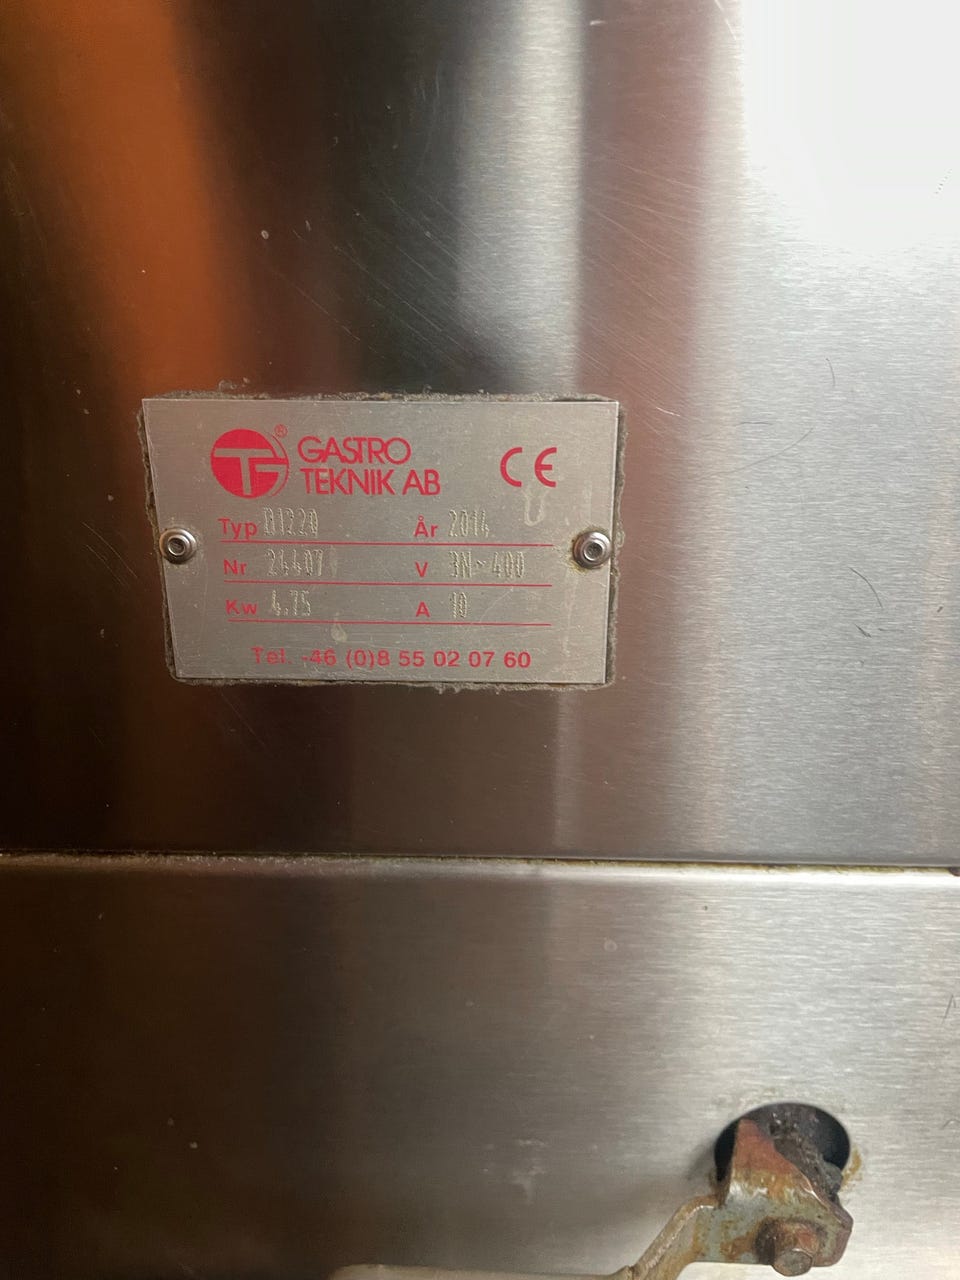 GT ®
GASTRO
TEKNIK AB
CE
Typ År 2014
Nr 24407 V 3N~ 400
Kw 4.75 A 10
Tel. -46 (0)8 55 02 07 60